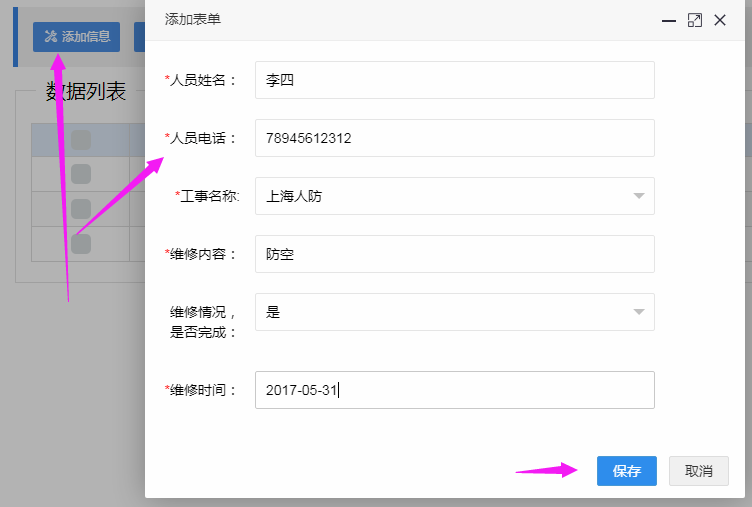 添加信息
数据列表
添加表单
*人员姓名：
李四
*人员电话：
78945612312
*工事名称:
上海人防
*维修内容：
防空
维修情况，
是否完成：
是
*维修时间：
2017-05-31
保存
取消